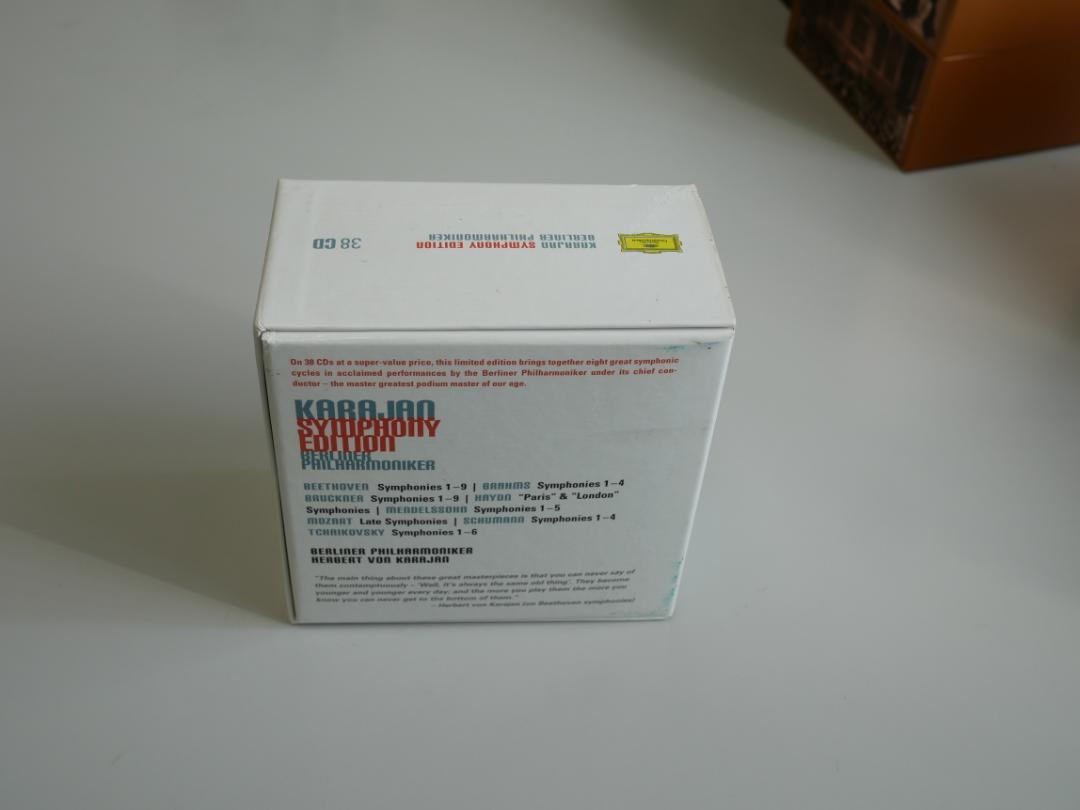 38 CD
KARAJAN SYMPHONY EDITION
BERLINER PHILHARMONIKER
On 38 CDs at a super-value price, this limited edition brings together eight great symphonic
cycles in acclaimed performances by the Berliner Philharmoniker under its chief con-
ductor – the master greatest podium master of our age.
KARAJAN
SYMPHONY
EDITION
BERLINER
PHILHARMONIKER
BEETHOVEN Symphonies 1–9 | BRAHMS Symphonies 1–4
BRUCKNER Symphonies 1–9 | HAYDN "Paris" & "London"
Symphonies | MENDELSSOHN Symphonies 1–5
MOZART Late Symphonies | SCHUMANN Symphonies 1–4
TCHAIKOVSKY Symphonies 1–6
BERLINER PHILHARMONIKER
HERBERT VON KARAJAN
"The main thing about these great masterpieces is that you can never say of
them contemptuously – 'Well, it's always the same old thing'. They become
younger and younger every day; and the more you play them the more you
know you can never get to the bottom of them."
– Herbert von Karajan (on Beethoven symphonies)